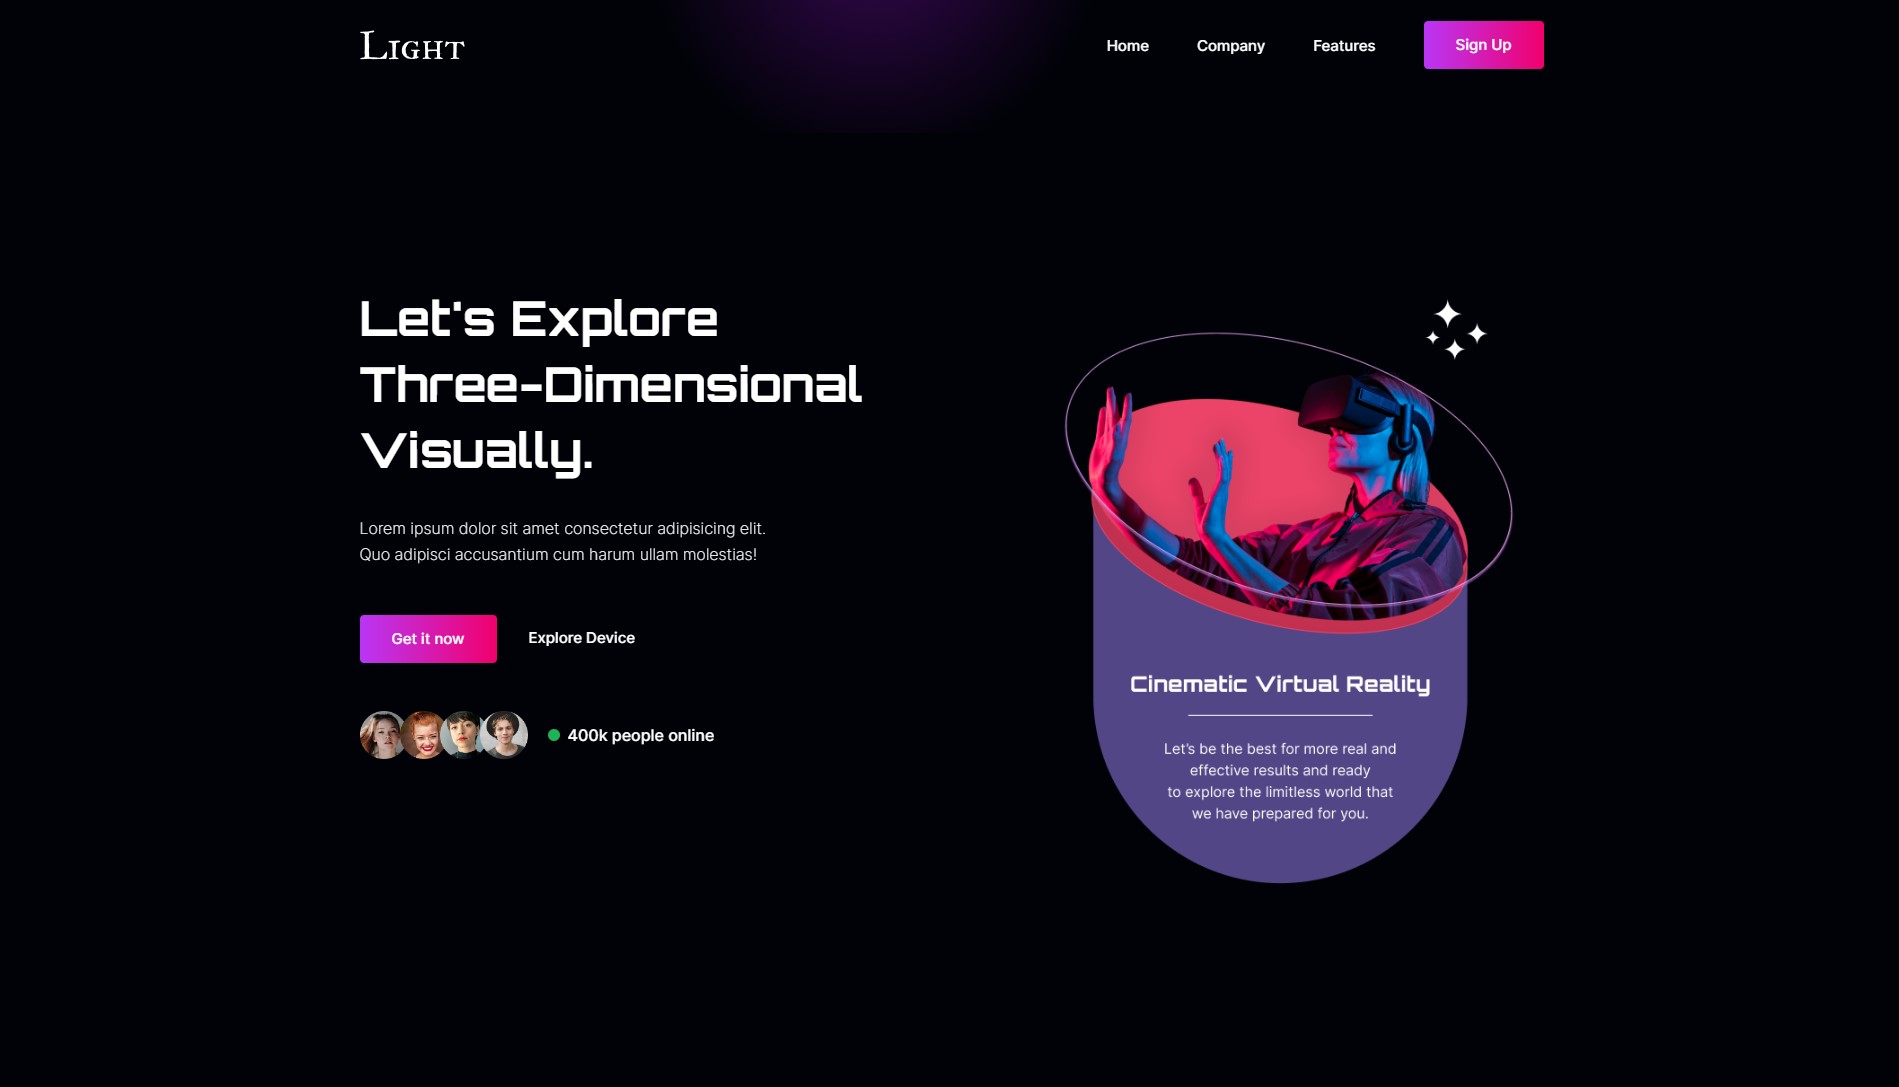 Light
Home
Company
Features
Sign Up
Let's Explore
Three-Dimensional
Visually.
Lorem ipsum dolor sit amet consectetur adipisicing elit.
Quo adipisci accusantium cum harum ullam molestias!
Get it now
Explore Device
400k people online
Cinematic Virtual Reality
Let's be the best for more real and
effective results and ready
to explore the limitless world that
we have prepared for you.